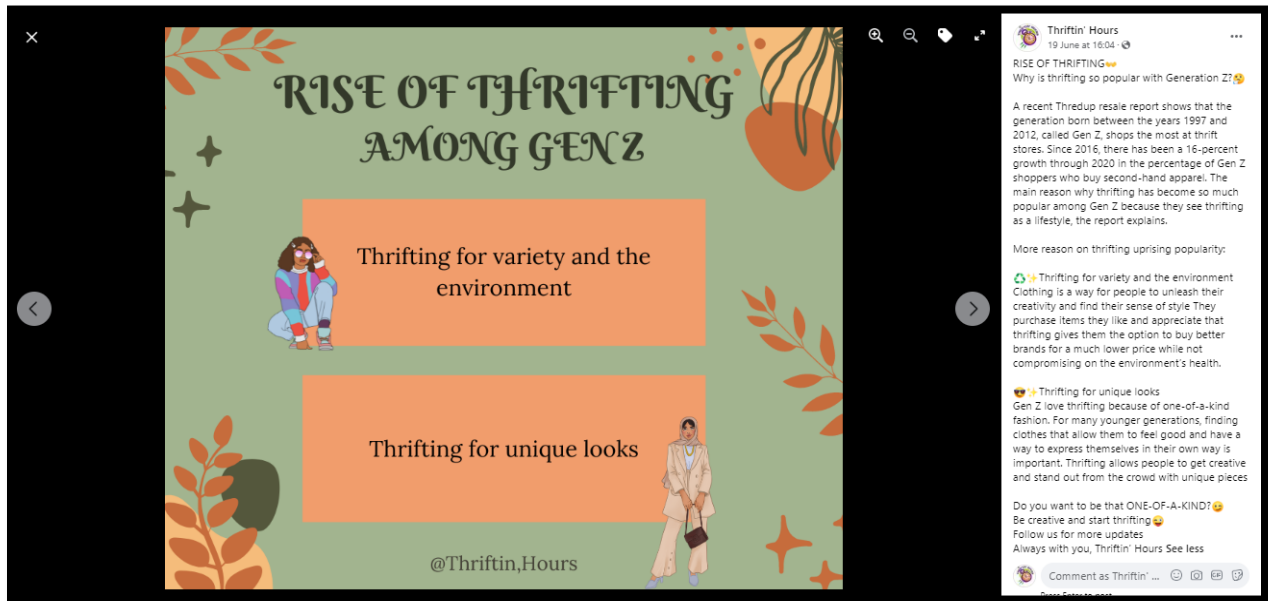 RISE OF THRIFTING
AMONG GEN Z
Thrifting for variety and the
environment
Thrifting for unique looks
@Thriftin,Hours
Thriftin' Hours
19 June at 16:04 ·
RISE OF THRIFTING👐
Why is thrifting so popular with Generation Z?🤔
A recent Thredup resale report shows that the
generation born between the years 1997 and
2012, called Gen Z, shops the most at thrift
stores. Since 2016, there has been a 16-percent
growth through 2020 in the percentage of Gen Z
shoppers who buy second-hand apparel. The
main reason why thrifting has become so much
popular among Gen Z because they see thrifting
as a lifestyle, the report explains.
More reason on thrifting uprising popularity:
♻️✨Thrifting for variety and the environment
Clothing is a way for people to unleash their
creativity and find their sense of style They
purchase items they like and appreciate that
thrifting gives them the option to buy better
brands for a much lower price while not
compromising on the environment's health.
😎✨Thrifting for unique looks
Gen Z love thrifting because of one-of-a-kind
fashion. For many younger generations, finding
clothes that allow them to feel good and have a
way to express themselves in their own way is
important. Thrifting allows people to get creative
and stand out from the crowd with unique pieces
Do you want to be that ONE-OF-A-KIND?😉
Be creative and start thrifting😜
Follow us for more updates
Always with you, Thriftin' Hours See less
Comment as Thriftin' ...
Press Enter to post.